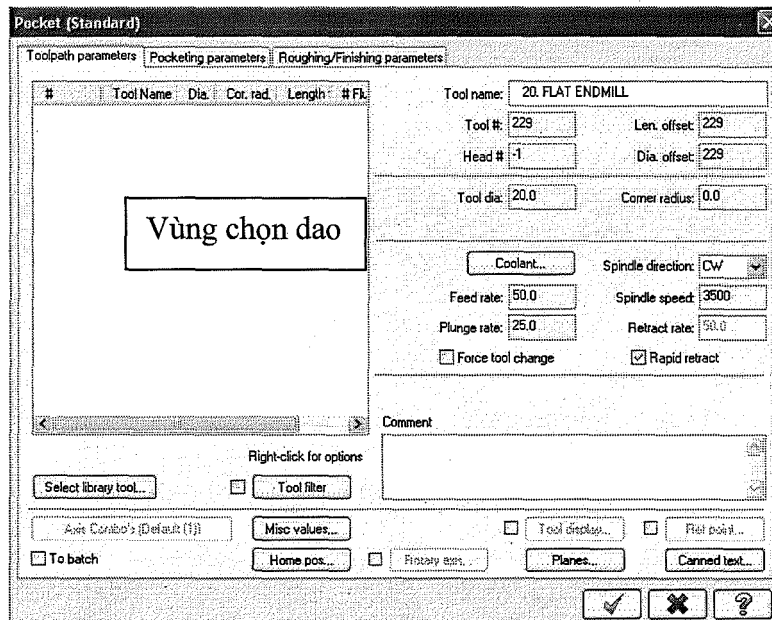 Pocket (Standard)
Toolpath parameters Pocketing parameters Roughing/Finishing parameters
# Tool Name Dia. Cor. rad. Length # Flu
Vùng chọn dao
Tool name: 20. FLAT ENDMILL
Tool #: 229 Len. offset: 229
Head # -1 Dia. offset: 229
Tool dia: 20.0 Corner radius: 0.0
Coolant... Spindle direction: CW
Feed rate: 50.0 Spindle speed: 3500
Plunge rate: 25.0 Retract rate: 50.0
Force tool change Rapid retract
Comment
Right-click for options
Select library tool... Tool filter
Axis Combo's (Default (1)) Misc values... Tool display... Ref point...
To batch Home pos... Rotary axis... Planes... Canned text...